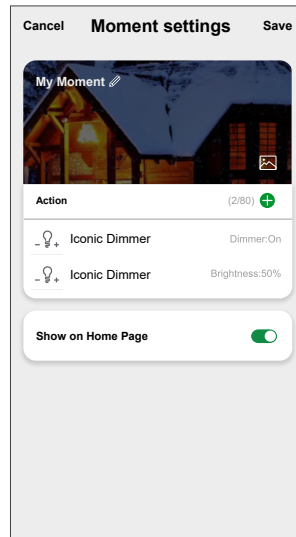 Cancel Moment settings Save
My Moment
Action (2/80)
Iconic Dimmer Dimmer:On
Iconic Dimmer Brightness:50%
Show on Home Page